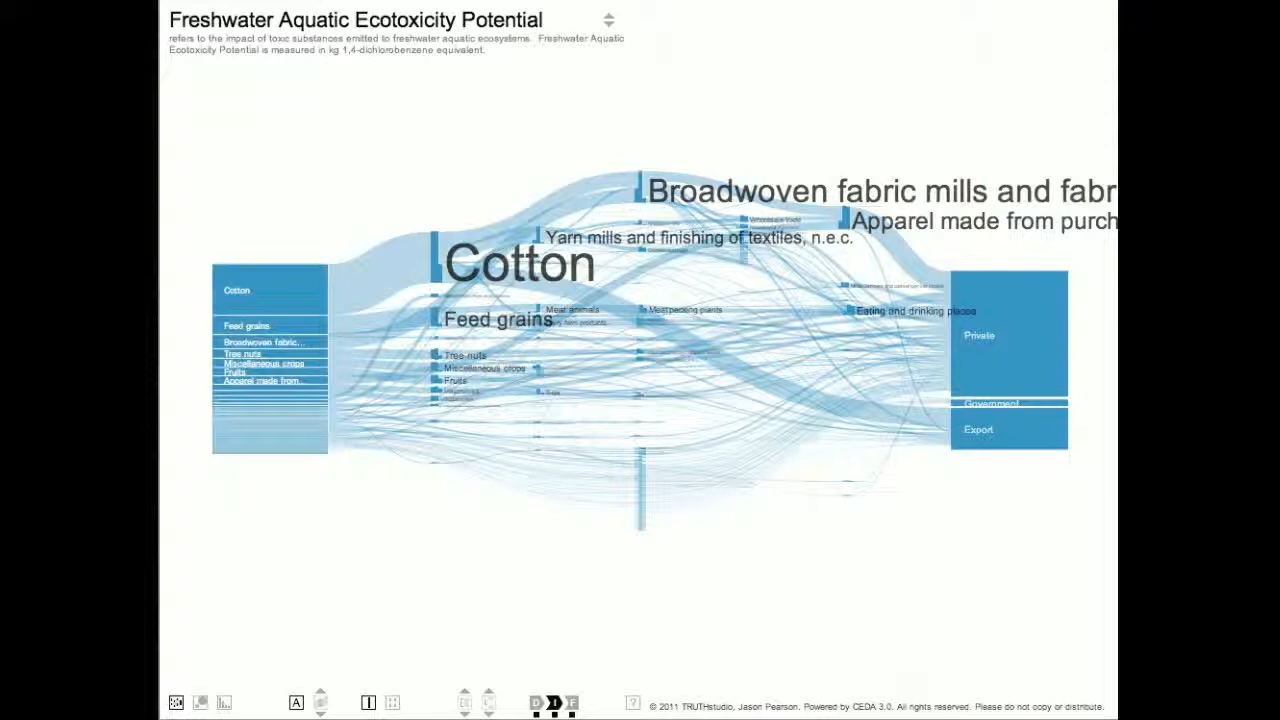 Freshwater Aquatic Ecotoxicity Potential
refers to the impact of toxic substances emitted to freshwater aquatic ecosystems. Freshwater Aquatic
Ecotoxicity Potential is measured in kg 1,4-dichlorobenzene equivalent.
Broadwoven fabric mills and fabr
Wholesale trade
Apparel made from purch
Yarn mills and finishing of textiles, n.e.c.
Cotton
Cotton
Feed grains
Broadwoven fabric...
Tree nuts
Miscellaneous crops
Fruits
Apparel made from...
Meat animals
Meatpacking plants
Eating and drinking places
Feed grains
Tree nuts
Miscellaneous crops
Fruits
Private
Government
Export
A
I
D I F
?
© 2011 TRUTHstudio, Jason Pearson. Powered by CEDA 3.0. All rights reserved. Please do not copy or distribute.